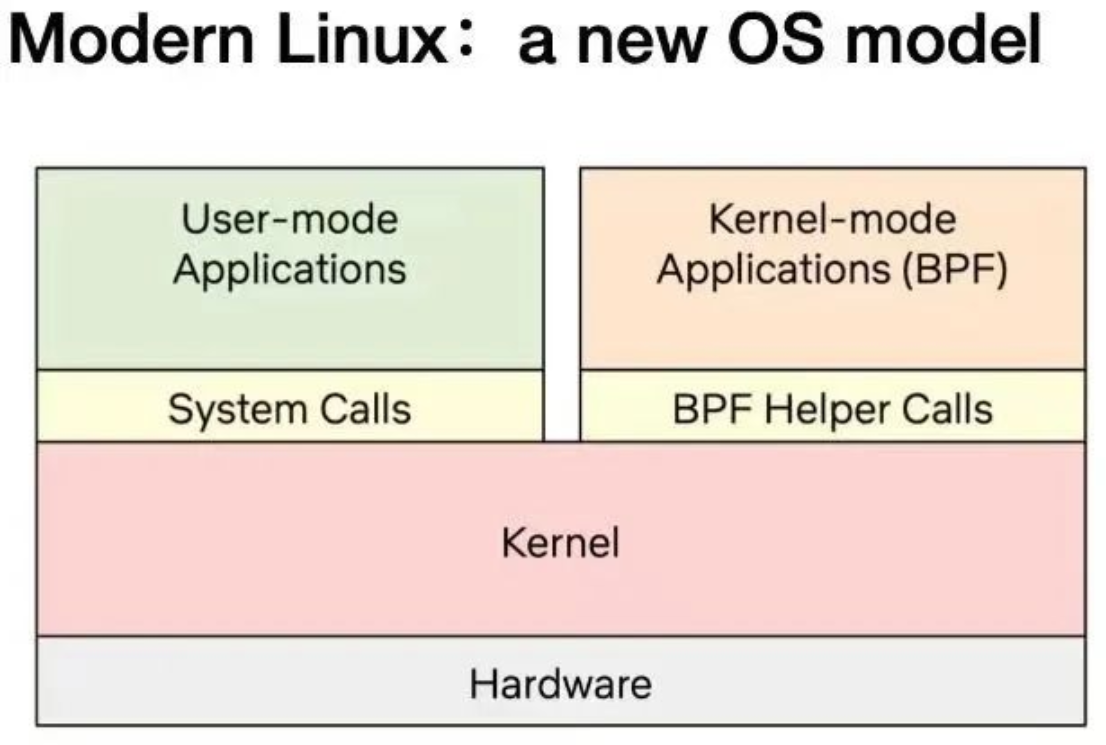 Modern Linux： a new OS model
User-mode
Applications
Kernel-mode
Applications (BPF)
System Calls
BPF Helper Calls
Kernel
Hardware